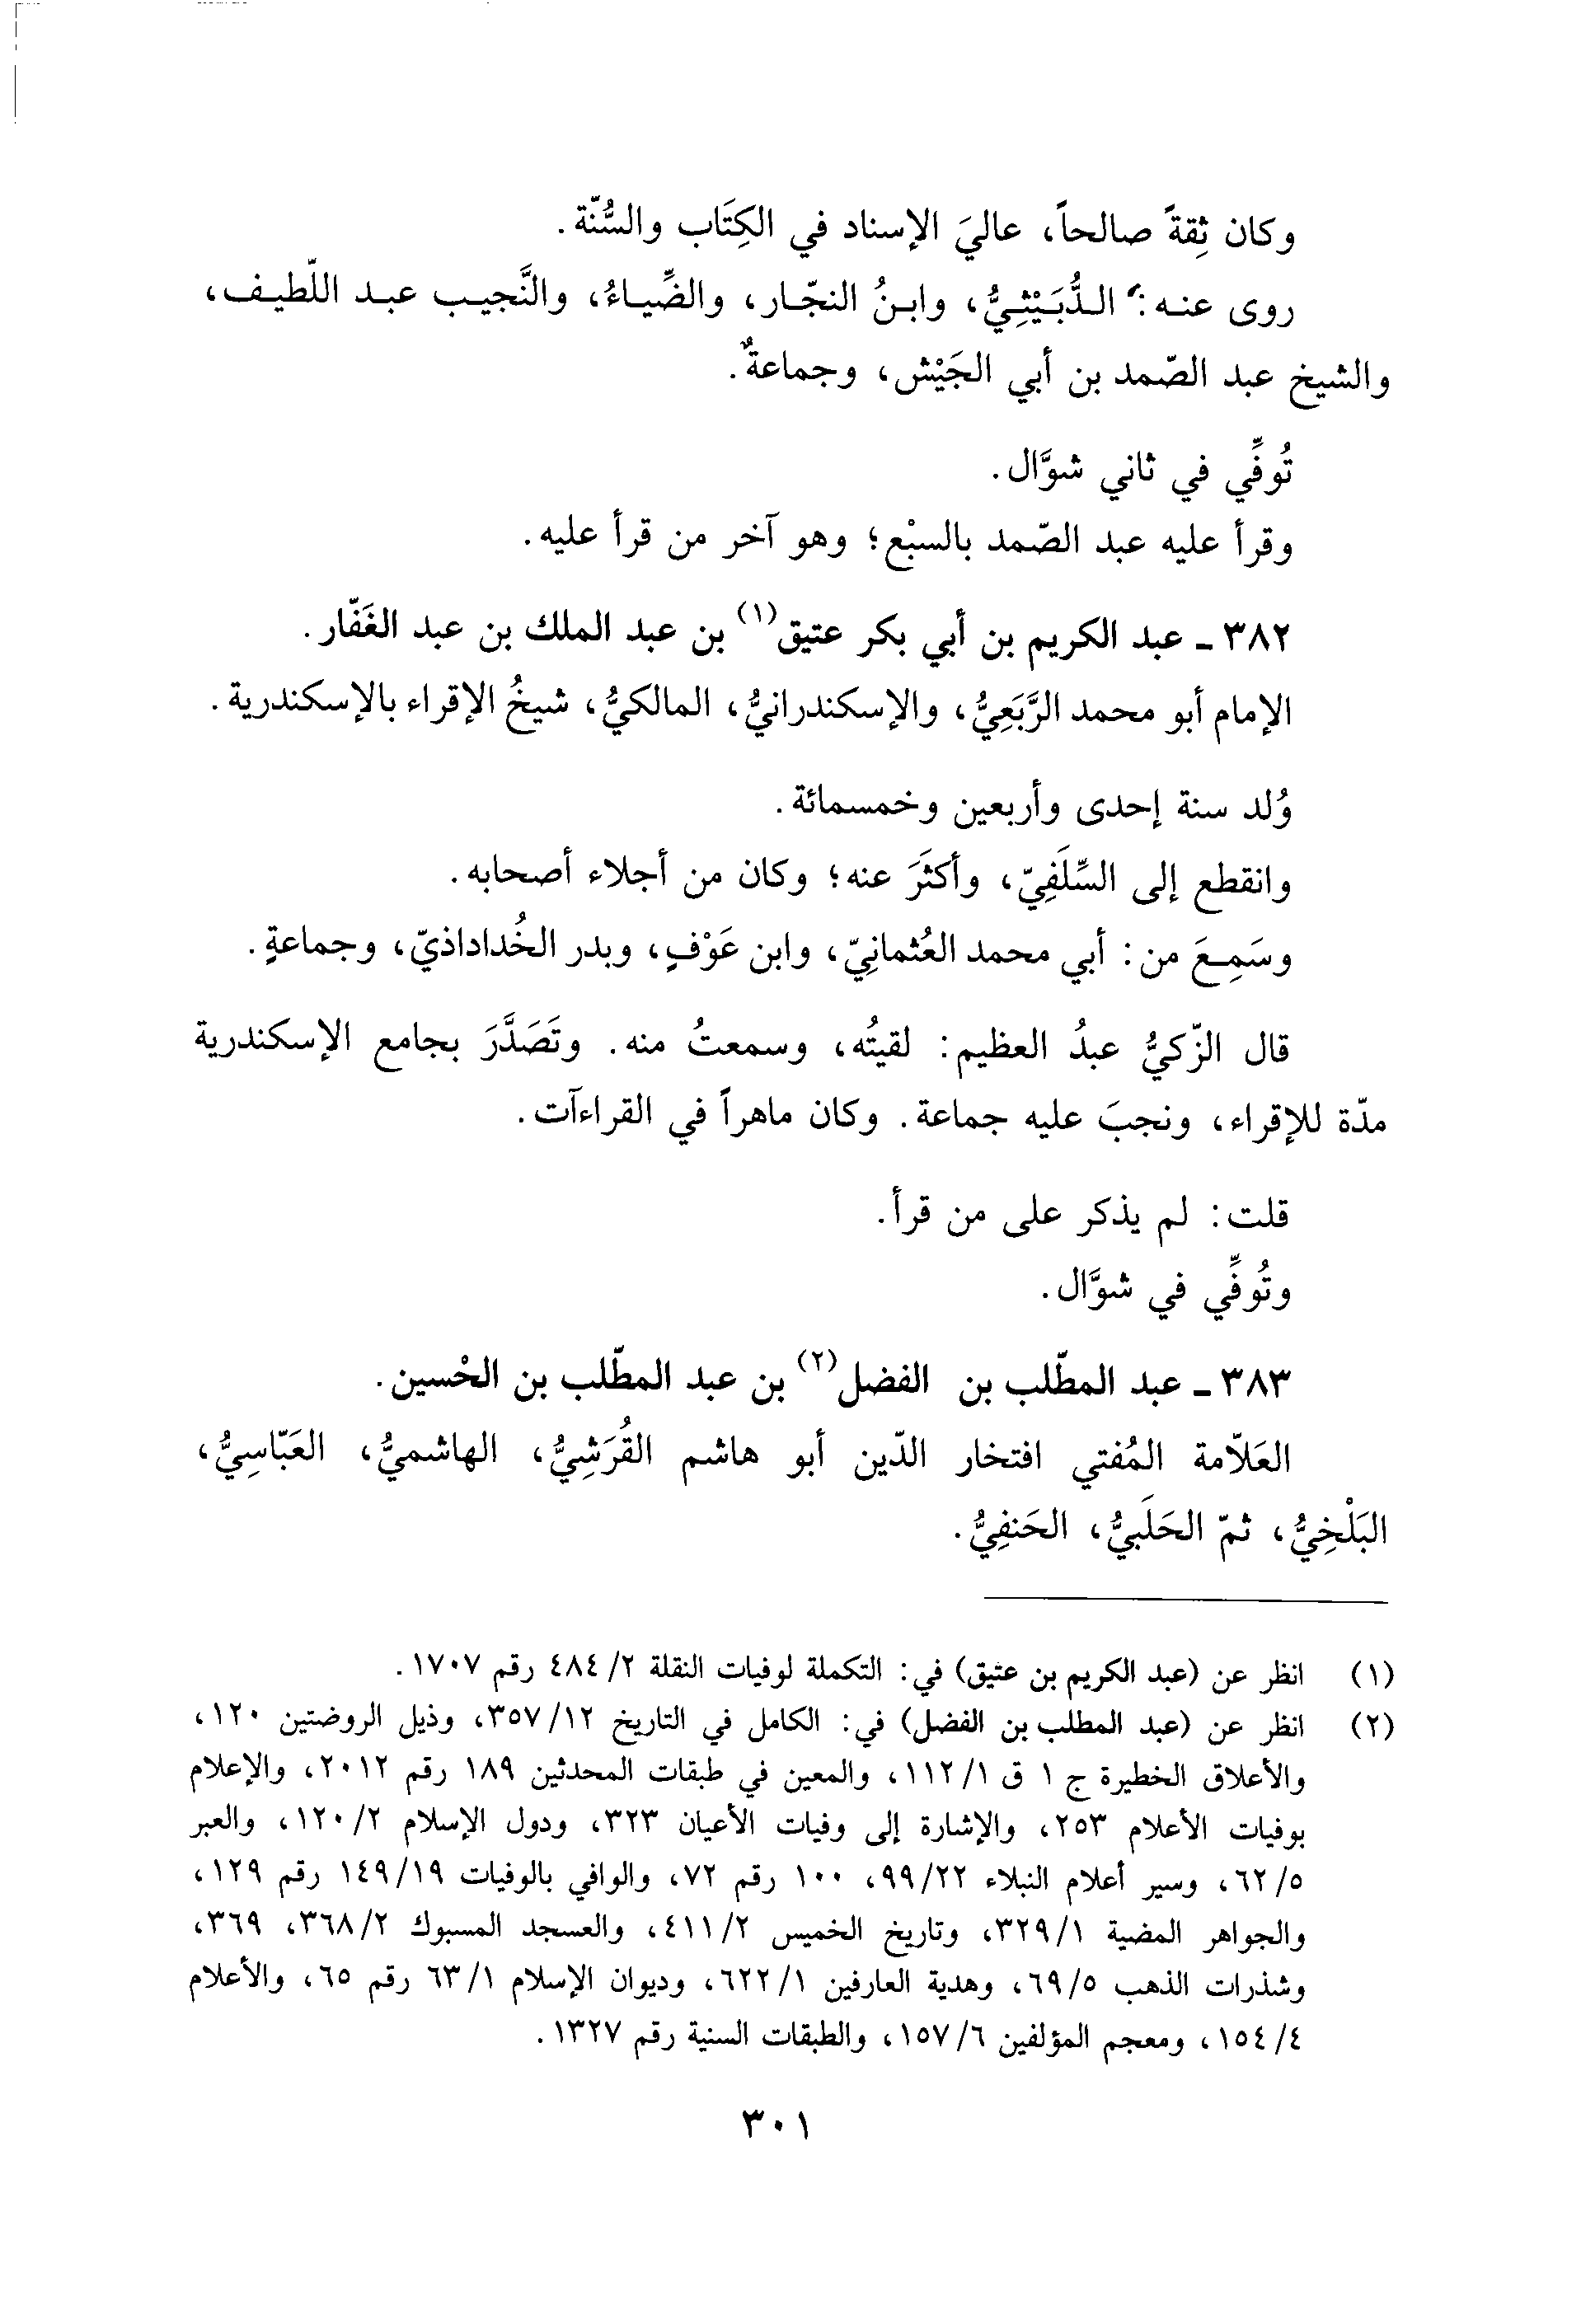 وكان ثِقةً صالحاً، عاليَ الإسناد في الكِتَاب والسُّنّة.
روى عنه: الدُّبَيْثِيُّ، وابنُ النجّار، والضِّياءُ، والنَّجيب عبد اللّطيف،
والشيخ عبد الصّمد بن أبي الجَيْش، وجماعةٌ.
تُوفِّي في ثاني شوَّال.
وقرأ عليه عبد الصّمد بالسبْع؛ وهو آخر من قرأ عليه.
٣٨٢ ـ عبد الكريم بن أبي بكر عتيق(١) بن عبد الملك بن عبد الغَفّار.
الإمام أبو محمد الرَّبَعِيُّ، والإسكندرانيُّ، المالكيُّ، شيخُ الإقراء بالإسكندرية.
وُلد سنة إحدى وأربعين وخمسمائة.
وانقطع إلى السِّلَفِيّ، وأكثَرَ عنه؛ وكان من أجلاء أصحابه.
وسَمِعَ من: أبي محمد العُثمانِيّ، وابن عَوْفٍ، وبدر الخُداداذيّ، وجماعةٍ.
قال الزّكيُّ عبدُ العظيم: لقيتُه، وسمعتُ منه. وتَصَدَّرَ بجامع الإسكندرية
مدّة للإقراء، ونجبَ عليه جماعة. وكان ماهراً في القراءآت.
قلت: لم يذكر على من قرأ.
وتُوفِّي في شوَّال.
٣٨٣ ـ عبد المطّلب بن الفضل(٢) بن عبد المطّلب بن الحْسين.
العَلاّمة المُفتي افتخار الدّين أبو هاشم القُرَشِيُّ، الهاشميُّ، العَبّاسِيُّ،
البَلْخِيُّ، ثمّ الحَلَبيُّ، الحَنفِيُّ.
(١) انظر عن (عبد الكريم بن عتيق) في: التكملة لوفيات النقلة ٢/ ٤٨٤ رقم ١٧٠٧.
(٢) انظر عن (عبد المطلب بن الفضل) في: الكامل في التاريخ ١٢/ ٣٥٧، وذيل الروضتين ١٢٠،
والأعلاق الخطيرة ج ١ ق ١/ ١١٢، والمعين في طبقات المحدثين ١٨٩ رقم ٢٠١٢، والإعلام
بوفيات الأعلام ٢٥٣، والإشارة إلى وفيات الأعيان ٣٢٣، ودول الإسلام ٢/ ١٢٠، والعبر
٥/ ٦٢، وسير أعلام النبلاء ٢٢/ ٩٩، ١٠٠ رقم ٧٢، والوافي بالوفيات ١٩/ ١٤٩ رقم ١٢٩،
والجواهر المضية ١/ ٣٢٩، وتاريخ الخميس ٢/ ٤١١، والعسجد المسبوك ٢/ ٣٦٨، ٣٦٩،
وشذرات الذهب ٥/ ٦٩، وهدية العارفين ١/ ٦٢٢، وديوان الإسلام ١/ ٦٣ رقم ٦٥، والأعلام
٤/ ١٥٤، ومعجم المؤلفين ٦/ ١٥٧، والطبقات السنية رقم ١٣٢٧.
٣٠١